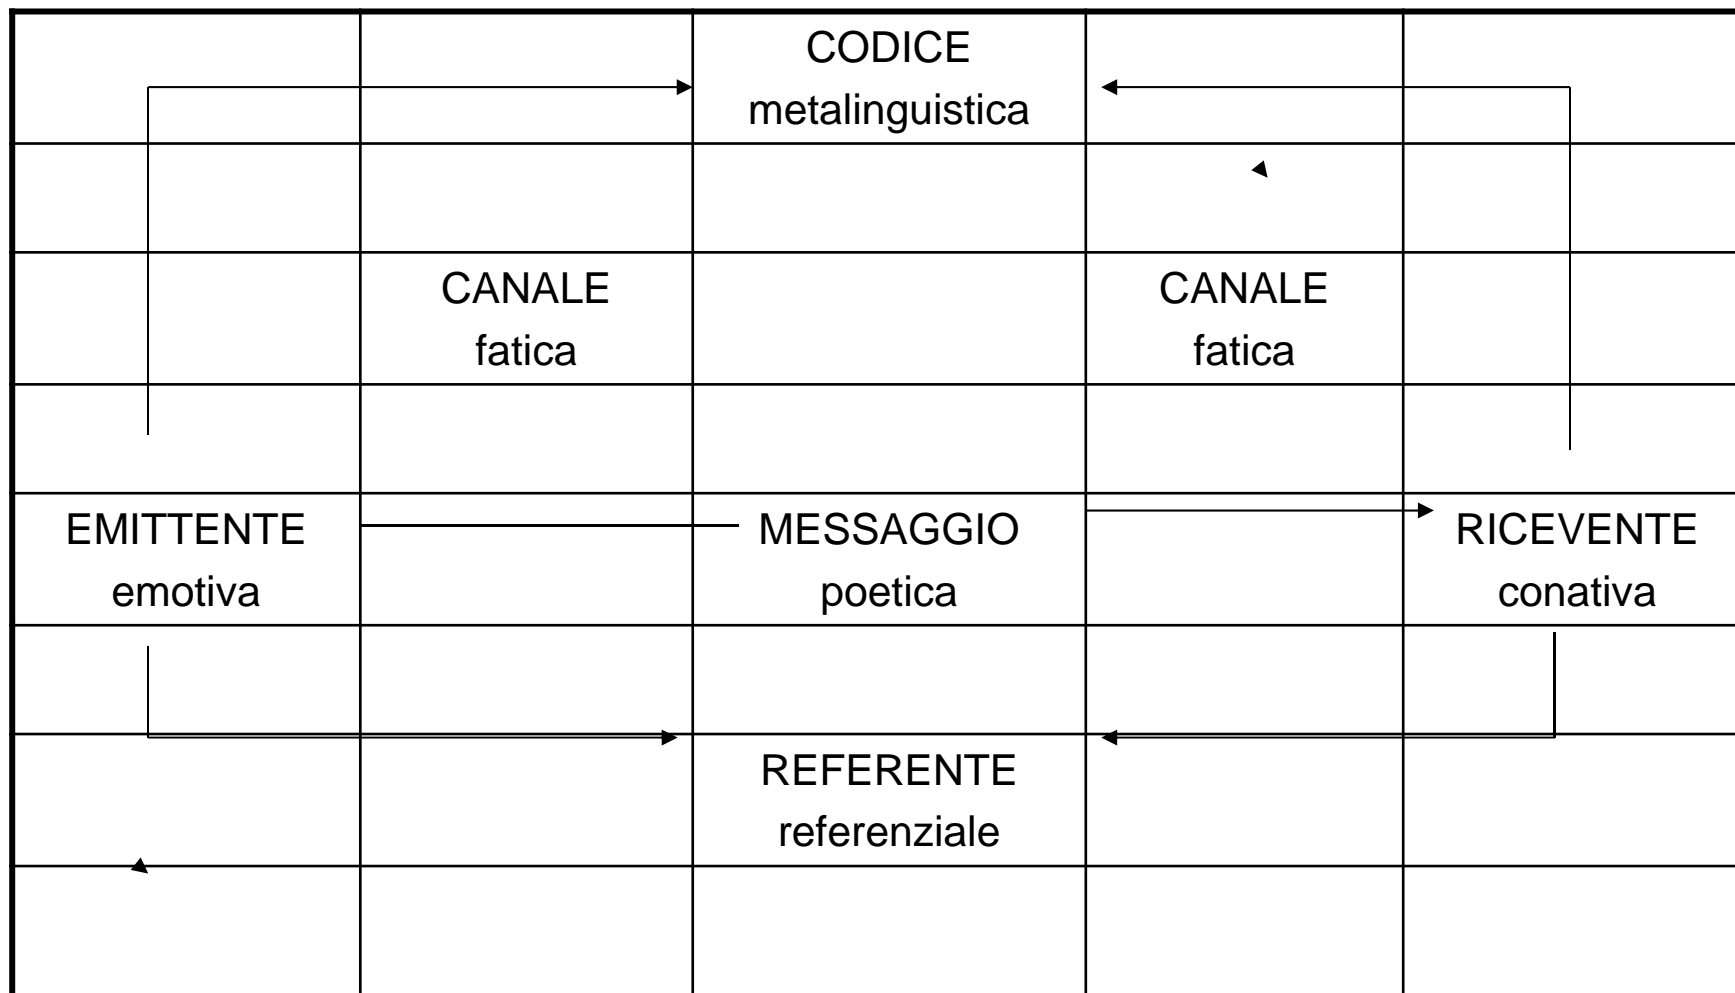 CODICE
metalinguistica
CANALE
fatica
CANALE
fatica
EMITTENTE
emotiva
MESSAGGIO
poetica
RICEVENTE
conativa
REFERENTE
referenziale